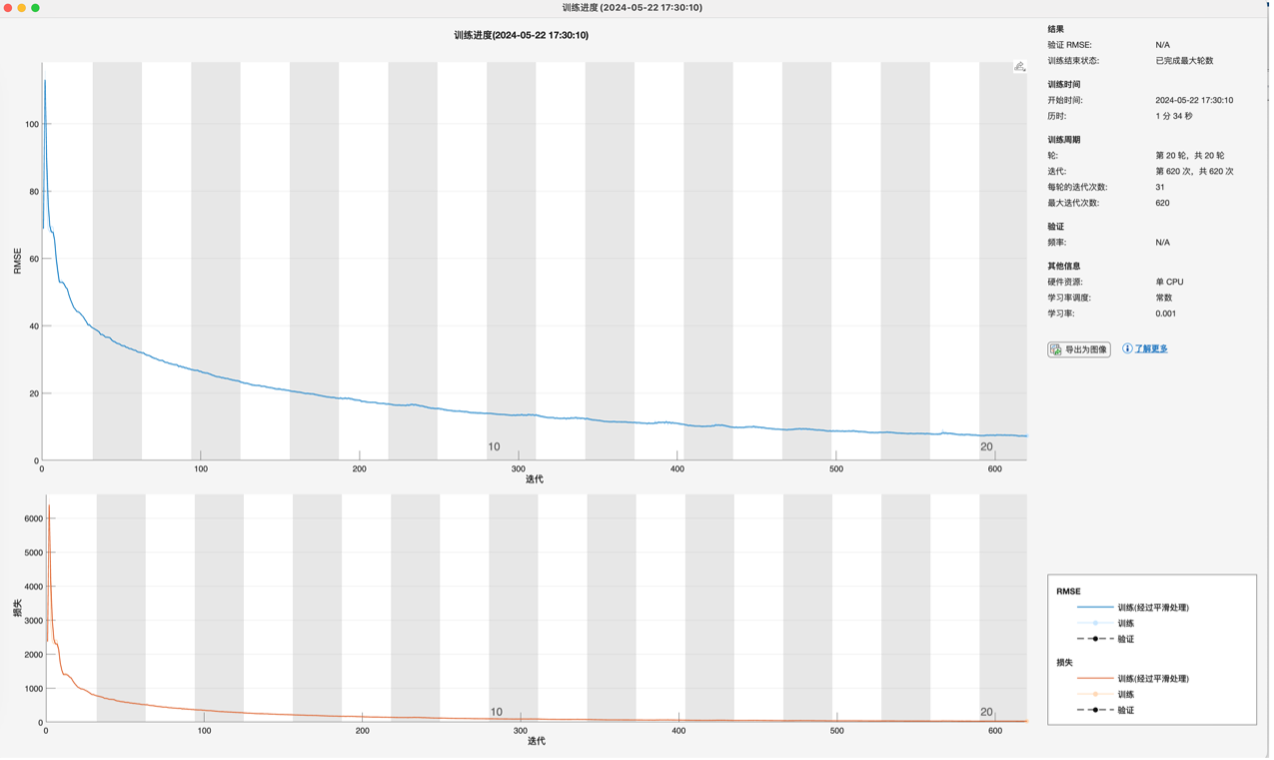 训练进度(2024-05-22 17:30:10)
训练进度(2024-05-22 17:30:10)
RMSE
100
80
60
40
20
0
10
20
0 100 200 300 400 500 600
迭代
损失
6000
5000
4000
3000
2000
1000
0
10
20
0 100 200 300 400 500 600
迭代
结果
验证 RMSE: N/A
训练结束状态: 已完成最大轮数
训练时间
开始时间: 2024-05-22 17:30:10
历时: 1 分 34 秒
训练周期
轮: 第 20 轮，共 20 轮
迭代: 第 620 次，共 620 次
每轮的迭代次数: 31
最大迭代次数: 620
验证
频率: N/A
其他信息
硬件资源: 单 CPU
学习率调度: 常数
学习率: 0.001
导出为图像 了解更多
RMSE
训练(经过平滑处理)
训练
验证
损失
训练(经过平滑处理)
训练
验证